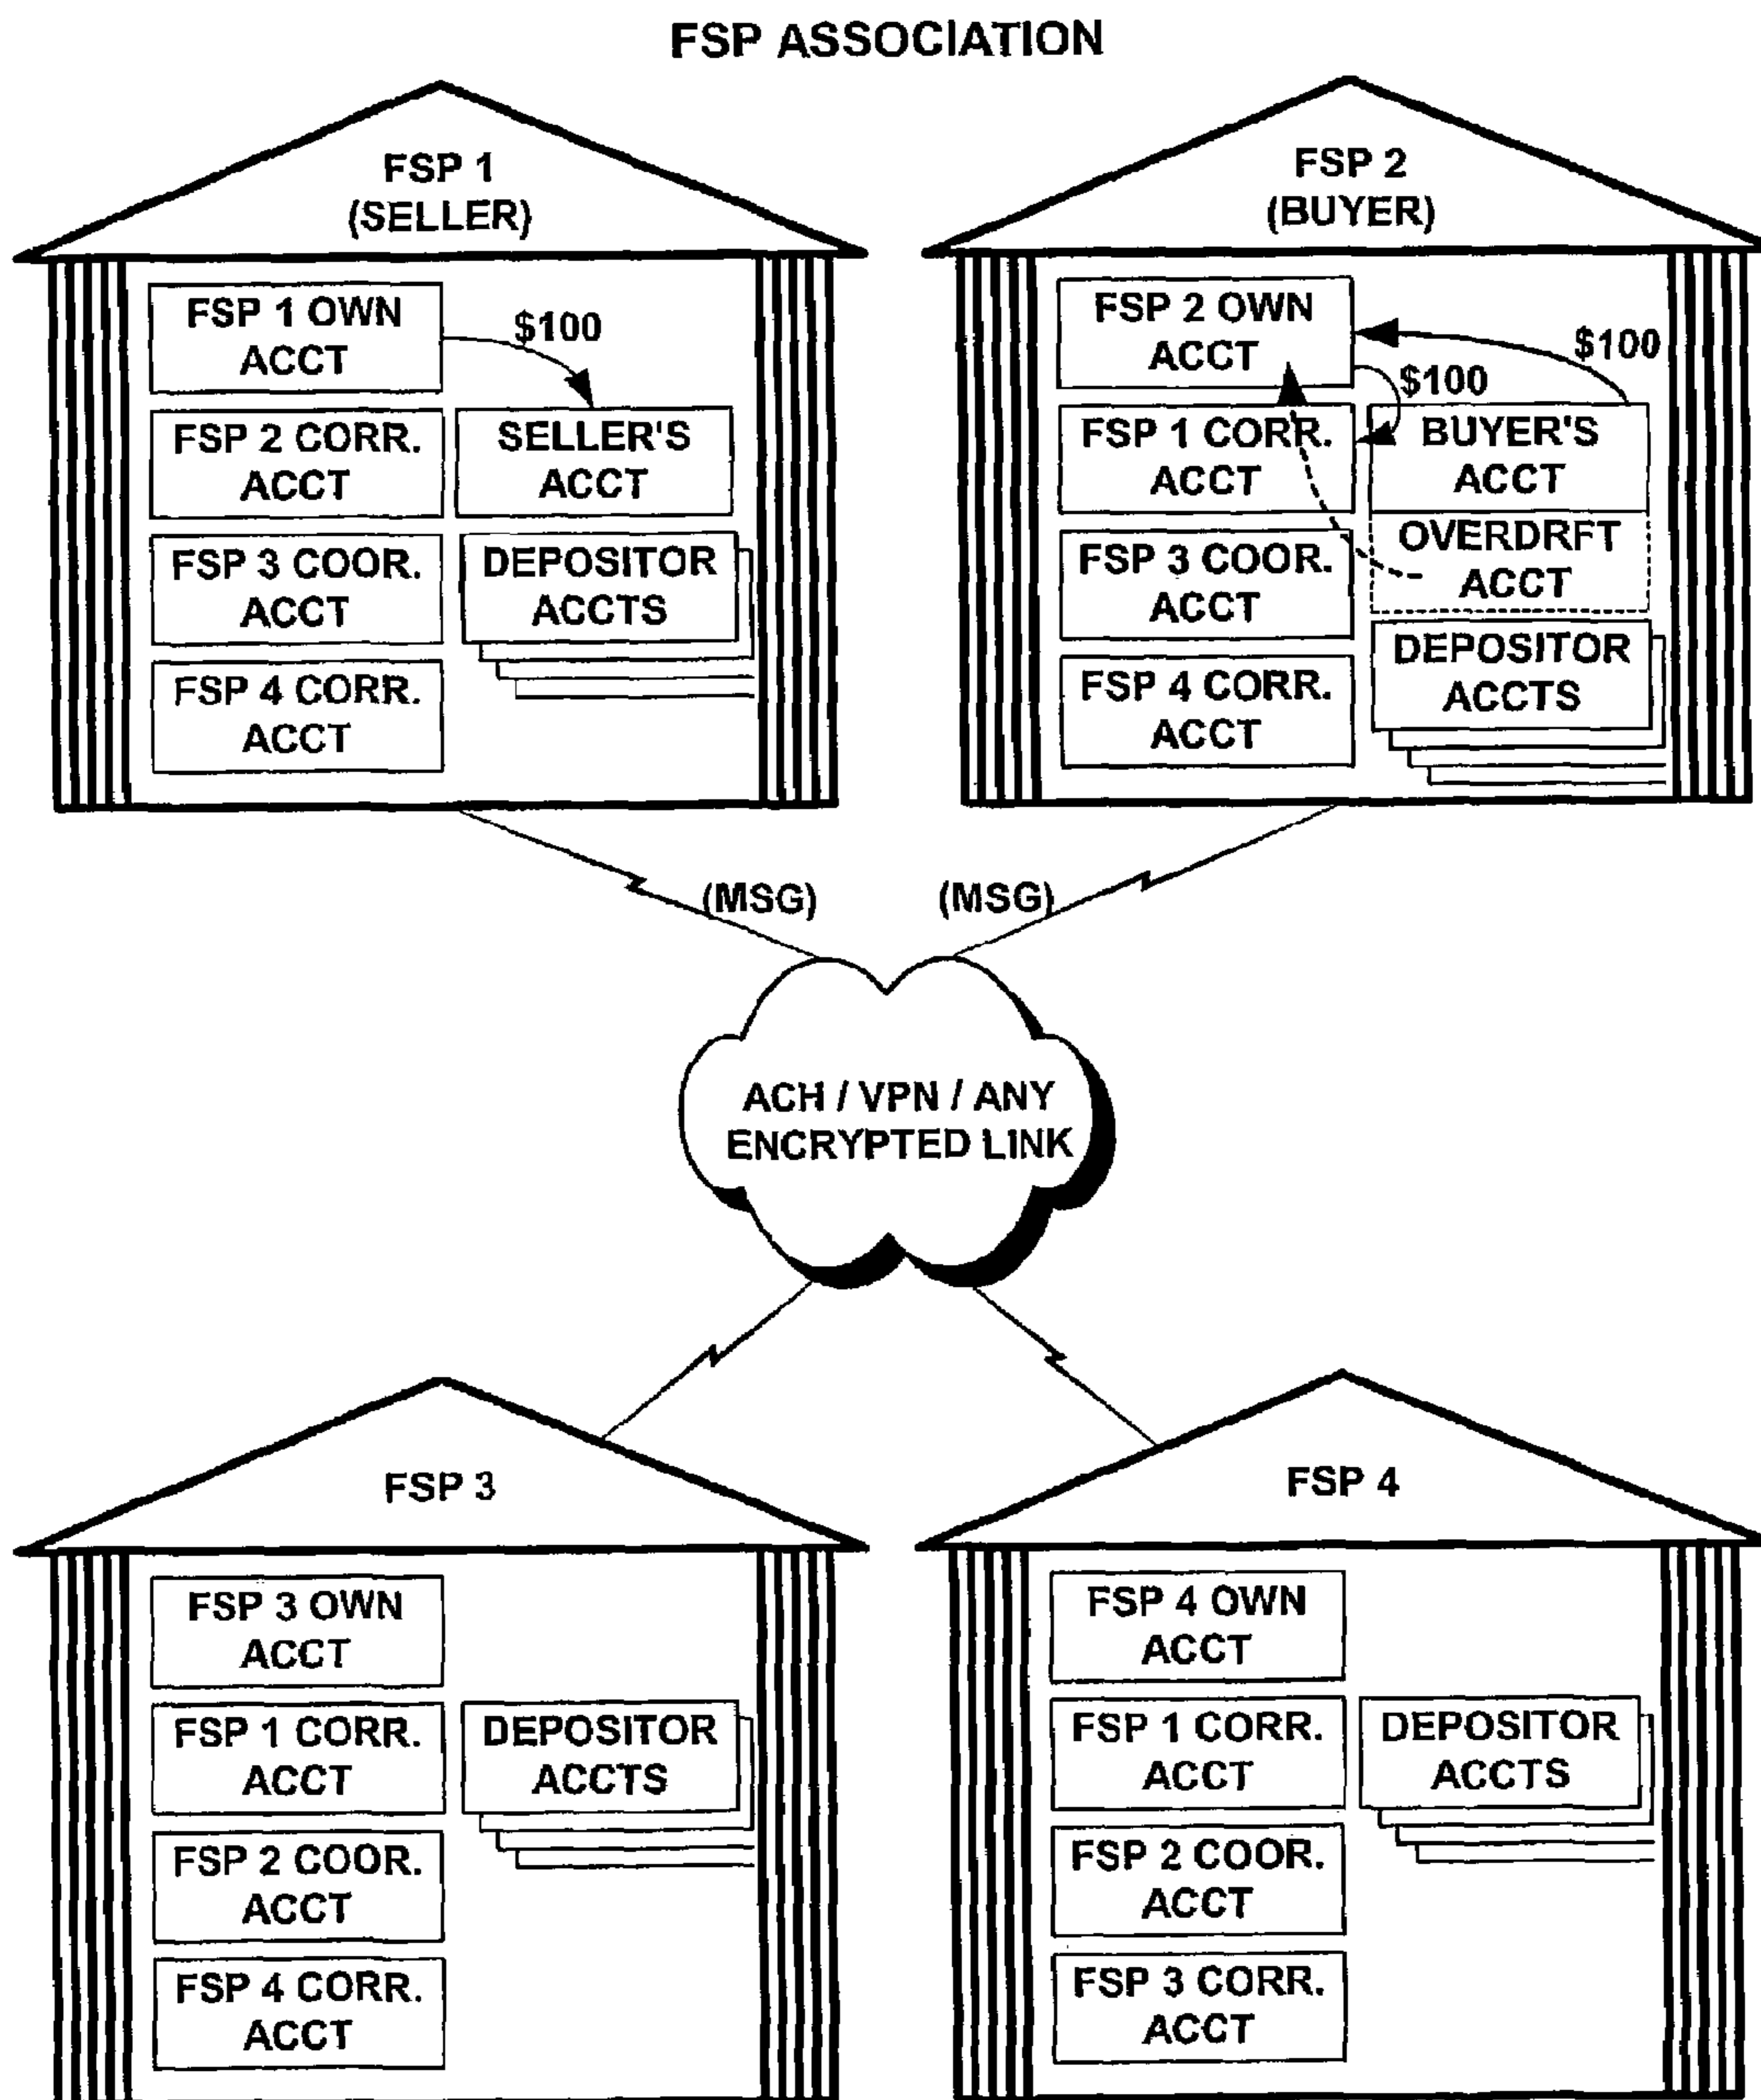 FSP ASSOCIATION
FSP 1
(SELLER)
FSP 1 OWN
ACCT
$100
FSP 2 CORR.
ACCT
SELLER'S
ACCT
FSP 3 COOR.
ACCT
DEPOSITOR
ACCTS
FSP 4 CORR.
ACCT
FSP 2
(BUYER)
FSP 2 OWN
ACCT
$100
$100
FSP 1 CORR.
ACCT
BUYER'S
ACCT
OVERDRFT
ACCT
FSP 3 COOR.
ACCT
DEPOSITOR
ACCTS
FSP 4 CORR.
ACCT
(MSG)
(MSG)
ACH / VPN / ANY
ENCRYPTED LINK
FSP 3
FSP 3 OWN
ACCT
FSP 1 CORR.
ACCT
DEPOSITOR
ACCTS
FSP 2 COOR.
ACCT
FSP 4 CORR.
ACCT
FSP 4
FSP 4 OWN
ACCT
FSP 1 CORR.
ACCT
DEPOSITOR
ACCTS
FSP 2 COOR.
ACCT
FSP 3 CORR.
ACCT